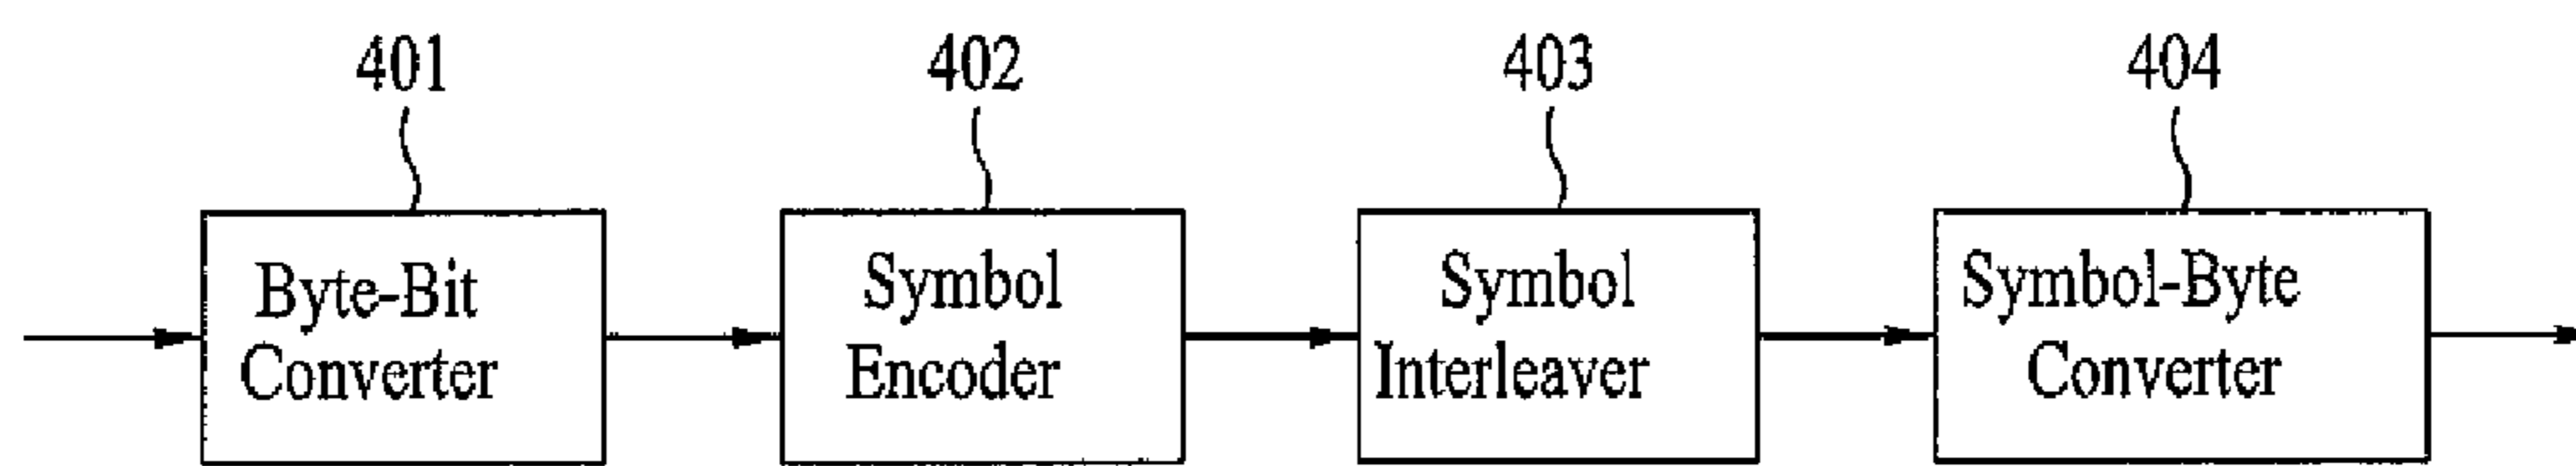 401
402
403
404
Byte-Bit
Converter
Symbol
Encoder
Symbol
Interleaver
Symbol-Byte
Converter